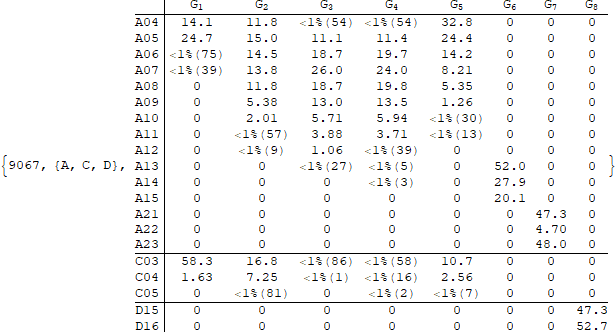 G1 G2 G3 G4 G5 G6 G7 G8
A04 14.1 11.8 <1%(54) <1%(54) 32.8 0 0 0
A05 24.7 15.0 11.1 11.4 24.4 0 0 0
A06 <1%(75) 14.5 18.7 19.7 14.2 0 0 0
A07 <1%(39) 13.8 26.0 24.0 8.21 0 0 0
A08 0 11.8 18.7 19.8 5.35 0 0 0
A09 0 5.38 13.0 13.5 1.26 0 0 0
A10 0 2.01 5.71 5.94 <1%(30) 0 0 0
A11 0 <1%(57) 3.88 3.71 <1%(13) 0 0 0
A12 0 <1%(9) 1.06 <1%(39) 0 0 0 0
{9067, {A, C, D}, A13 0 0 <1%(27) <1%(5) 0 52.0 0 0 }
A14 0 0 0 <1%(3) 0 27.9 0 0
A15 0 0 0 0 0 20.1 0 0
A21 0 0 0 0 0 0 47.3 0
A22 0 0 0 0 0 0 4.70 0
A23 0 0 0 0 0 0 48.0 0
C03 58.3 16.8 <1%(86) <1%(58) 10.7 0 0 0
C04 1.63 7.25 <1%(1) <1%(16) 2.56 0 0 0
C05 0 <1%(81) 0 <1%(2) <1%(7) 0 0 0
D15 0 0 0 0 0 0 0 47.3
D16 0 0 0 0 0 0 0 52.7